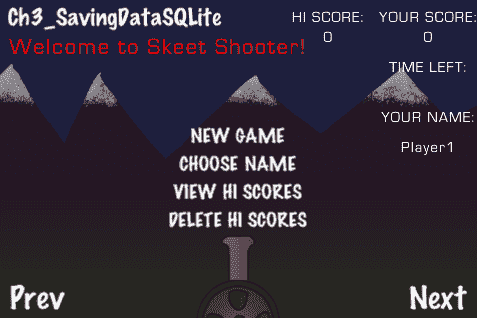 Ch3_SavingDataSQLite
HI SCORE: YOUR SCORE:
0 0
Welcome to Skeet Shooter!
TIME LEFT:
YOUR NAME:
Player1
NEW GAME
CHOOSE NAME
VIEW HI SCORES
DELETE HI SCORES
Prev Next